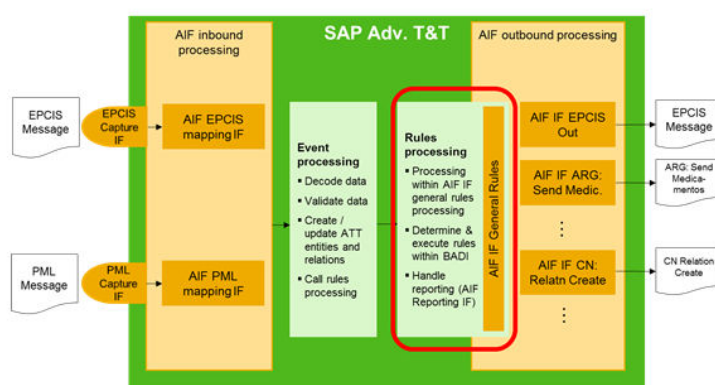 SAP Adv. T&T
AIF inbound processing
AIF outbound processing
EPCIS
Message
EPCIS
Capture
IF
AIF EPCIS
mapping IF
PML
Message
PML
Capture
IF
AIF PML
mapping IF
Event
processing
▪ Decode data
▪ Validate data
▪ Create /
update ATT
entities and
relations
▪ Call rules
processing
Rules
processing
▪ Processing
within AIF IF
general rules
processing
▪ Determine &
execute rules
within BADI
▪ Handle
reporting (AIF
Reporting IF)
AIF IF General Rules
AIF IF EPCIS
Out
AIF IF ARG:
Send Medic.
⋮
AIF IF CN:
Relatn Create
⋮
EPCIS
Message
ARG: Send
Medica-
mentos
CN Relation
Create